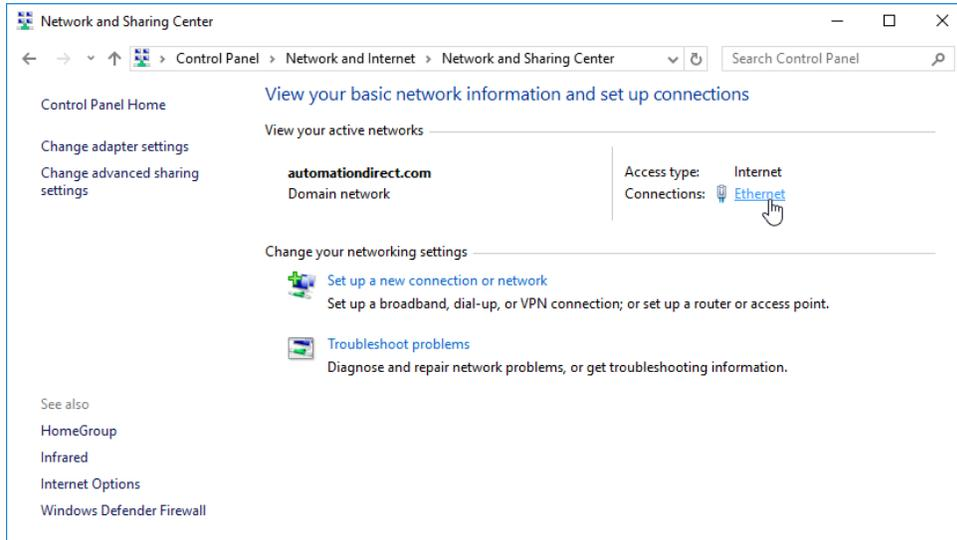 Network and Sharing Center
Control Panel > Network and Internet > Network and Sharing Center
Search Control Panel
Control Panel Home
Change adapter settings
Change advanced sharing
settings
View your basic network information and set up connections
View your active networks
automationdirect.com
Domain network
Access type: Internet
Connections: Ethernet
Change your networking settings
Set up a new connection or network
Set up a broadband, dial-up, or VPN connection; or set up a router or access point.
Troubleshoot problems
Diagnose and repair network problems, or get troubleshooting information.
See also
HomeGroup
Infrared
Internet Options
Windows Defender Firewall